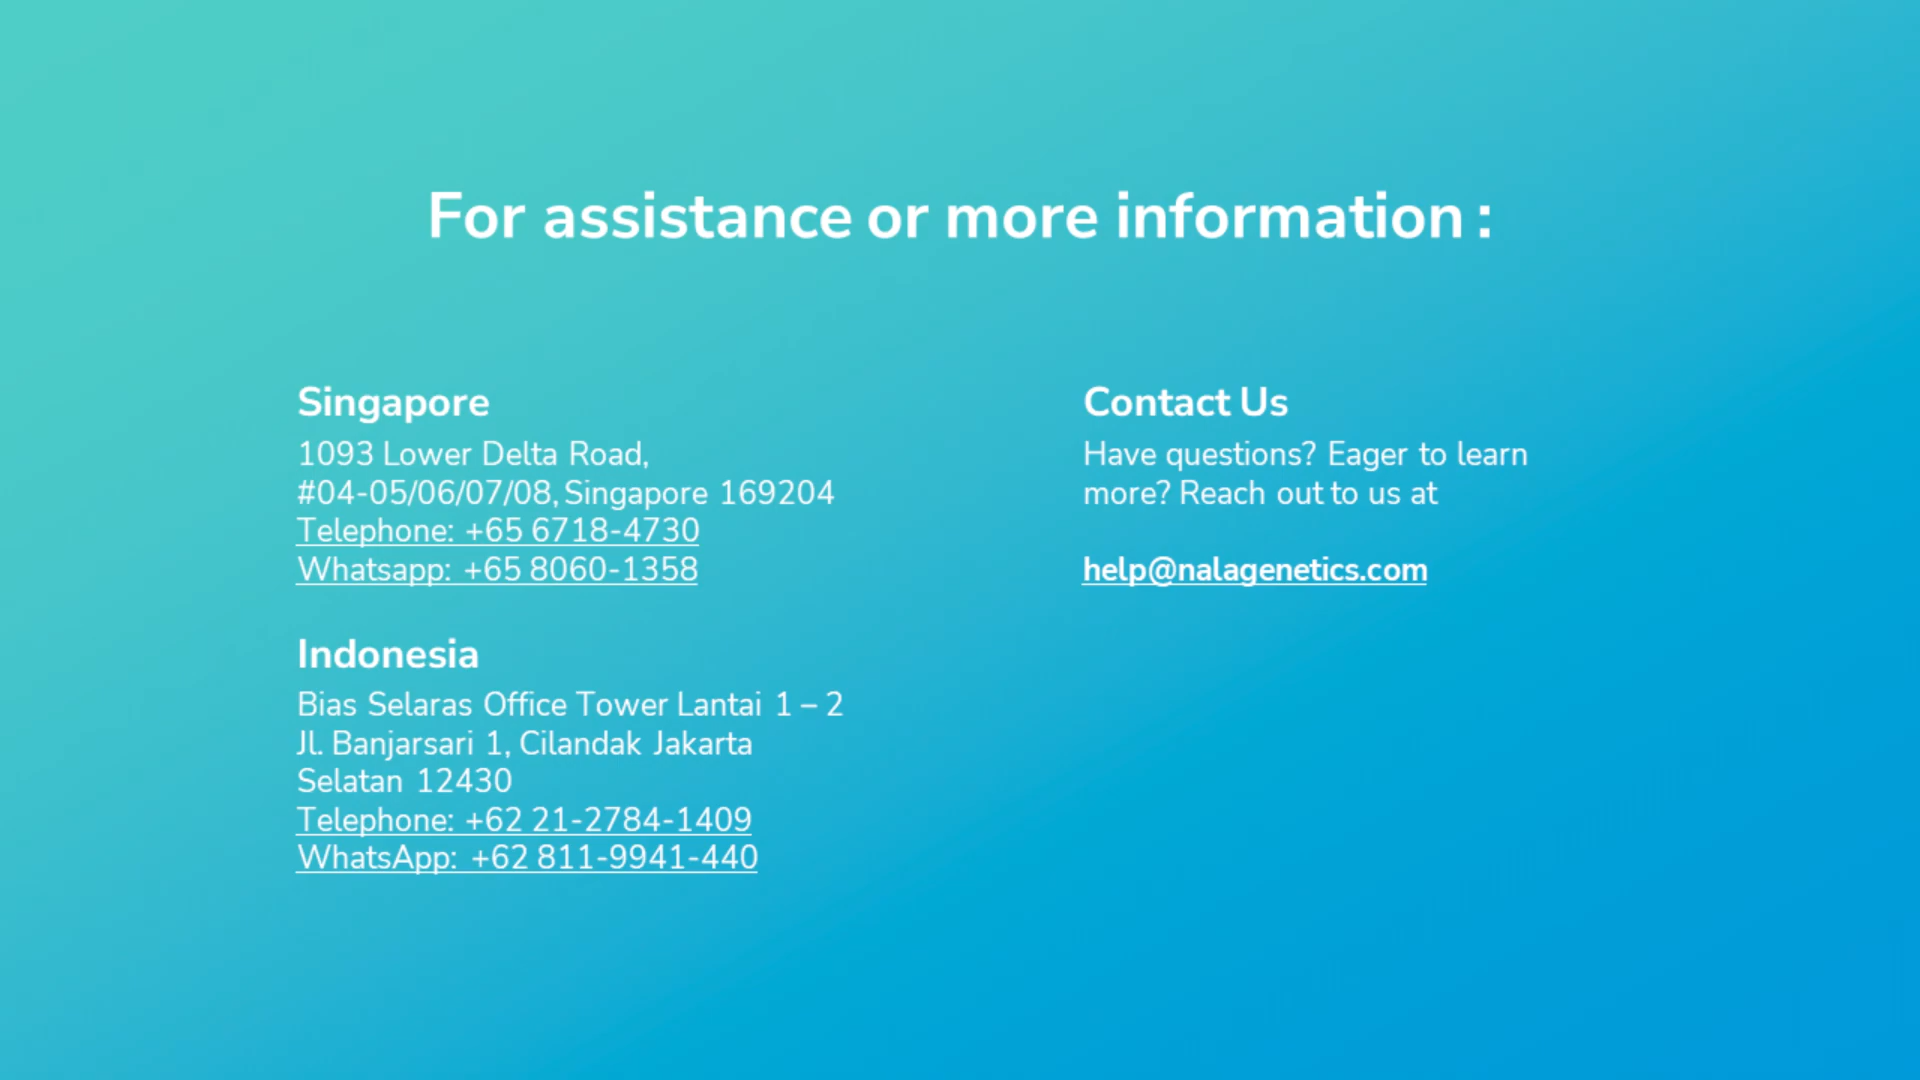 For assistance or more information :
Singapore
1093 Lower Delta Road,
#04-05/06/07/08, Singapore 169204
Telephone: +65 6718-4730
Whatsapp: +65 8060-1358
Indonesia
Bias Selaras Office Tower Lantai 1 – 2
Jl. Banjarsari 1, Cilandak Jakarta
Selatan 12430
Telephone: +62 21-2784-1409
WhatsApp: +62 811-9941-440
Contact Us
Have questions? Eager to learn
more? Reach out to us at
help@nalagenetics.com